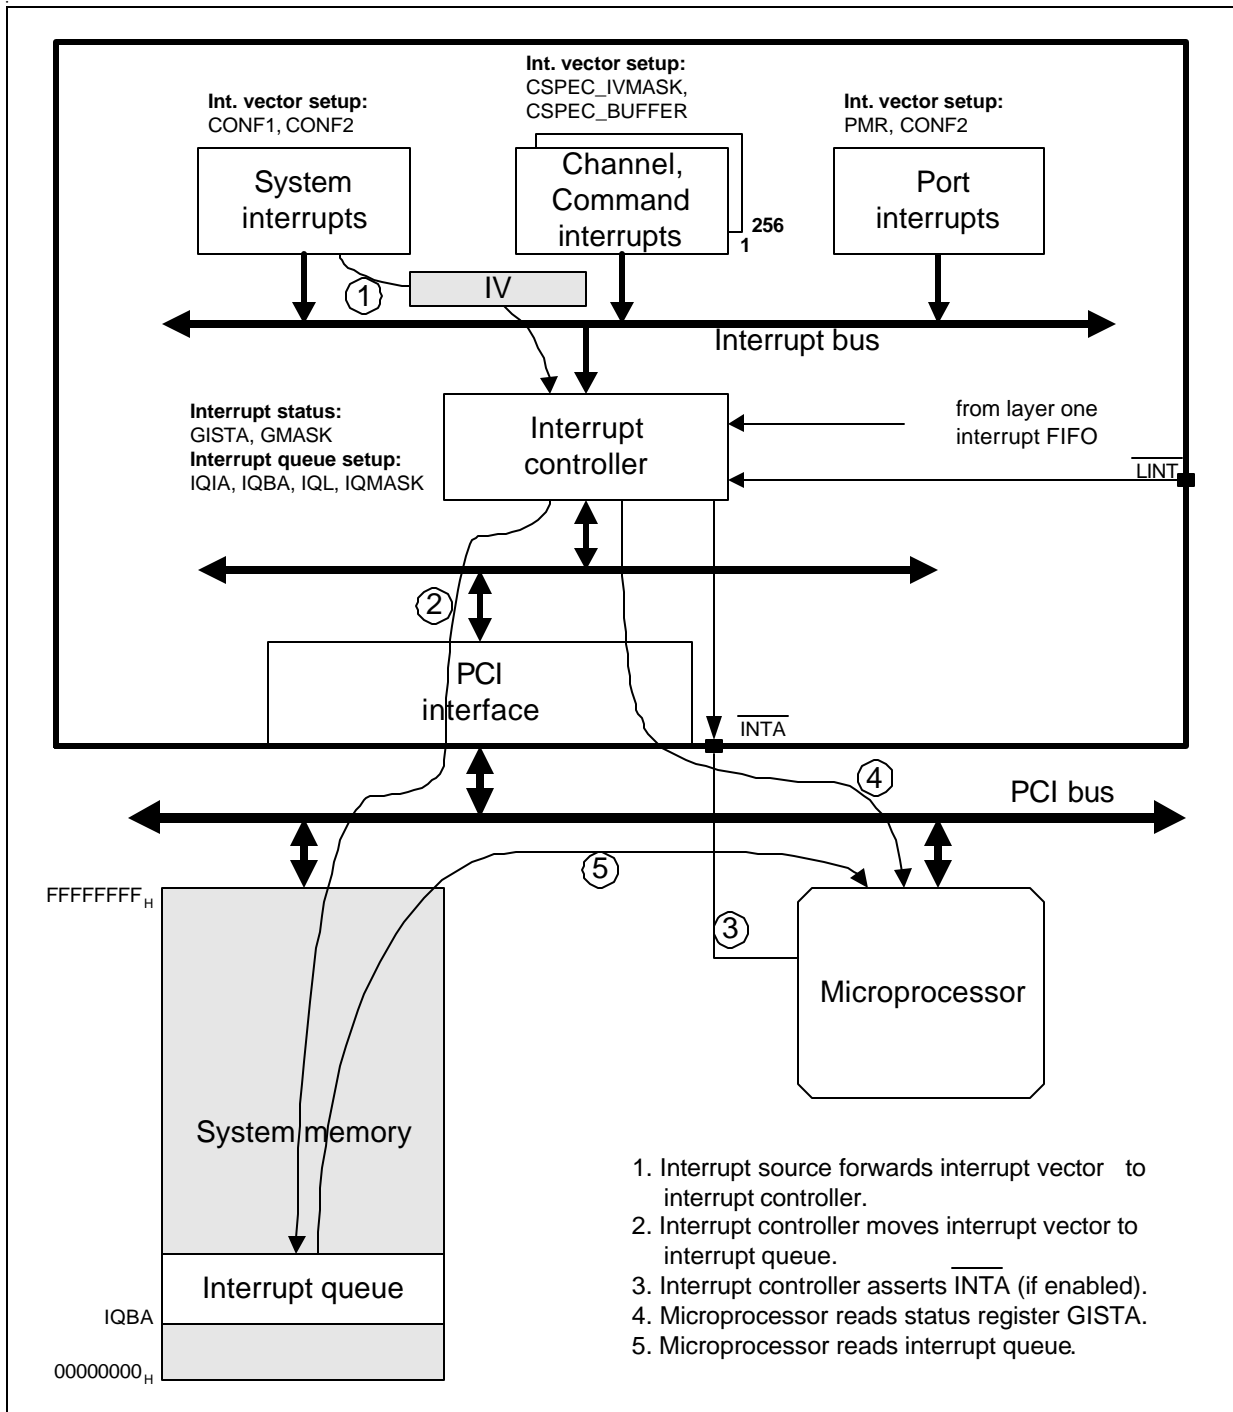 Int. vector setup:
CSPEC_IVMASK,
CSPEC_BUFFER
Int. vector setup:
CONF1, CONF2
Int. vector setup:
PMR, CONF2
System
interrupts
Channel,
Command
interrupts
256
1
Port
interrupts
1
IV
Interrupt bus
Interrupt status:
GISTA, GMASK
Interrupt queue setup:
IQIA, IQBA, IQL, IQMASK
Interrupt
controller
from layer one
interrupt FIFO
LINT
2
PCI
interface
INTA
4
PCI bus
5
FFFFFFFF H
3
Microprocessor
System memory
Interrupt queue
IQBA
00000000 H
1. Interrupt source forwards interrupt vector to
interrupt controller.
2. Interrupt controller moves interrupt vector to
interrupt queue.
3. Interrupt controller asserts INTA (if enabled).
4. Microprocessor reads status register GISTA.
5. Microprocessor reads interrupt queue.